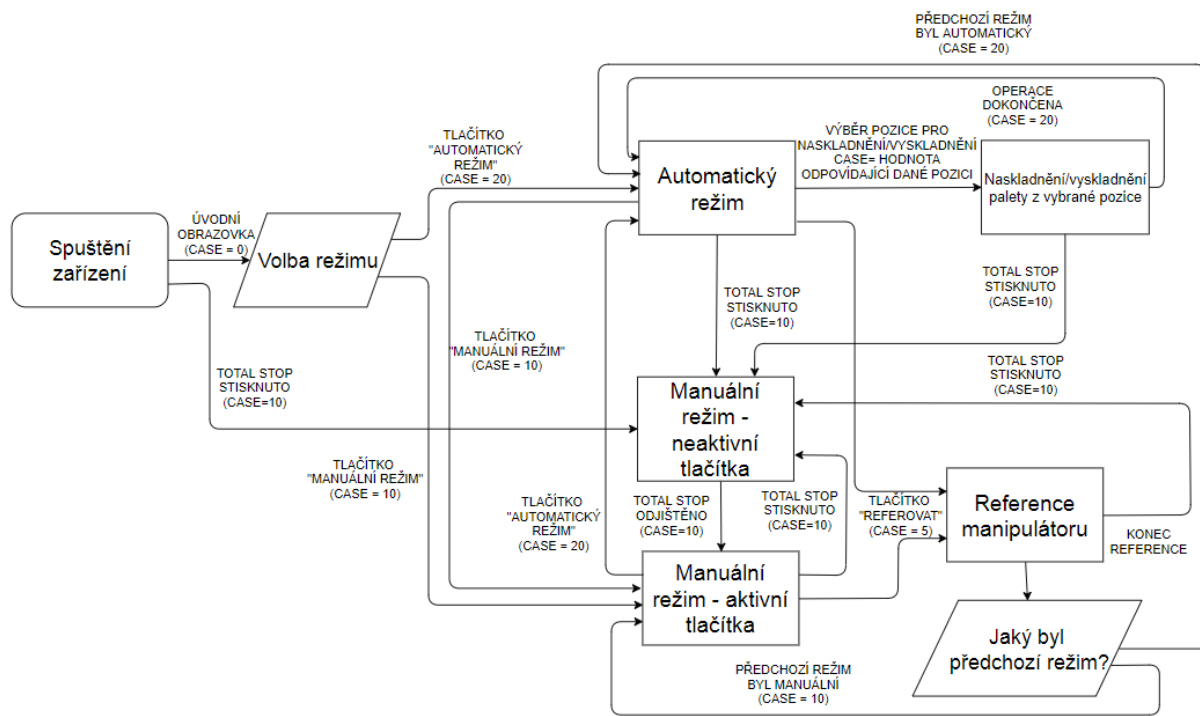 PŘEDCHOZÍ REŽIM
BYL AUTOMATICKÝ
(CASE = 20)
OPERACE
DOKONČENA
(CASE = 20)
TLAČÍTKO
"AUTOMATICKÝ
REŽIM"
(CASE = 20)
VÝBĚR POZICE PRO
NASKLADNĚNÍ/VYSKLADNĚNÍ
CASE= HODNOTA
ODPOVÍDAJÍCÍ DANÉ POZICI
Automatický
režim
Naskladnění/vyskladnění
palety z vybrané pozice
ÚVODNÍ
OBRAZOVKA
(CASE = 0)
Spuštění
zařízení
Volba režimu
TOTAL STOP
STISKNUTO
(CASE=10)
TOTAL STOP
STISKNUTO
(CASE=10)
TLAČÍTKO
"MANUÁLNÍ REŽIM"
(CASE = 10)
TOTAL STOP
STISKNUTO
(CASE=10)
TOTAL STOP
STISKNUTO
(CASE=10)
Manuální
režim -
neaktivní
tlačítka
TLAČÍTKO
"MANUÁLNÍ REŽIM"
(CASE = 10)
TLAČÍTKO
"AUTOMATICKÝ
REŽIM"
(CASE = 20)
TOTAL STOP
ODJIŠTĚNO
(CASE=10)
TOTAL STOP
STISKNUTO
(CASE=10)
TLAČÍTKO
"REFEROVAT"
(CASE = 5)
Reference
manipulátoru
KONEC
REFERENCE
Manuální
režim - aktivní
tlačítka
Jaký byl
předchozí režim?
PŘEDCHOZÍ REŽIM
BYL MANUÁLNÍ
(CASE = 10)